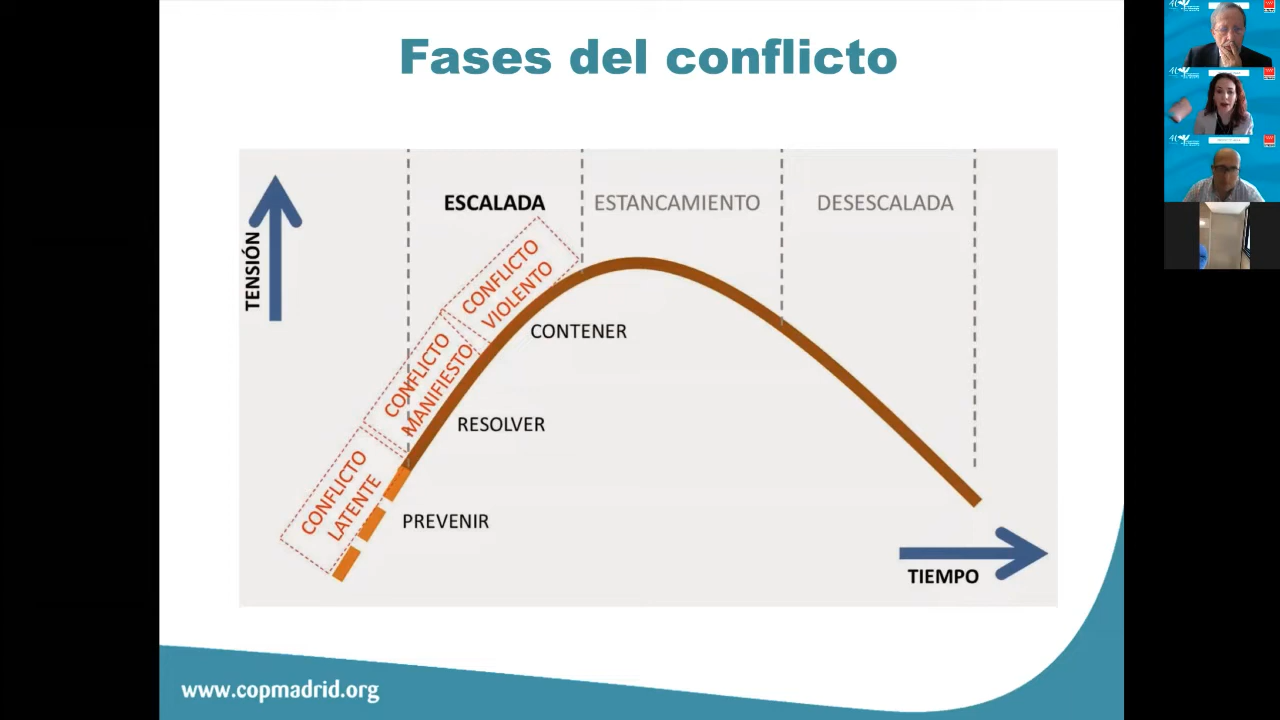 Fases del conflicto
ESCALADA
ESTANCAMIENTO
DESESCALADA
TENSIÓN
CONFLICTO
VIOLENTO
CONTENER
CONFLICTO
MANIFIESTO
RESOLVER
CONFLICTO
LATENTE
PREVENIR
TIEMPO
www.copmadrid.org